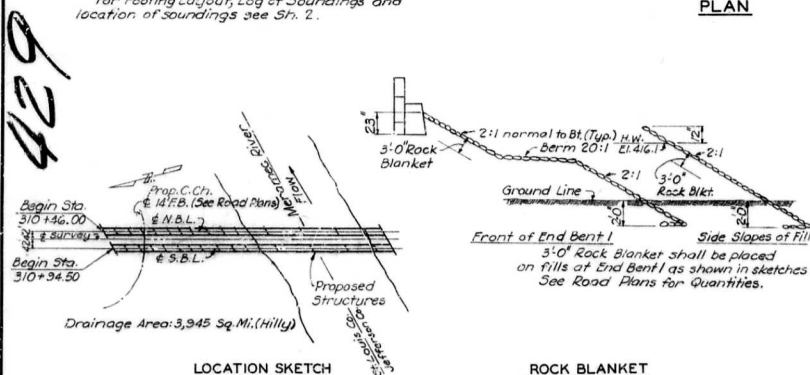 For Footing Layout, Log of Soundings and
location of soundings see Sh. 2.
PLAN
429
23"
3'-0" Rock
Blanket
2:1 normal to Bt. (Typ.)
Berm 20:1
2:1
Ground Line
H.W.
El. 416.1
2"
2:1
3'-0"
Rock Blkt.
Front of End Bent 1
Side Slopes of Fill
3'-0" Rock Blanket shall be placed
on fills at End Bent 1 as shown in sketches
See Road Plans for Quantities.
ROCK BLANKET
Meramec River
Flow
Prop. C. Ch.
℄ 14' F.B. (See Road Plans)
Begin Sta.
310+46.00
℄ N.B.L.
℄ survey
℄ S.B.L.
Begin Sta.
310+94.50
Proposed
Structures
St. Louis Co.
Jefferson Co.
Drainage Area: 3,945 Sq. Mi. (Hilly)
LOCATION SKETCH